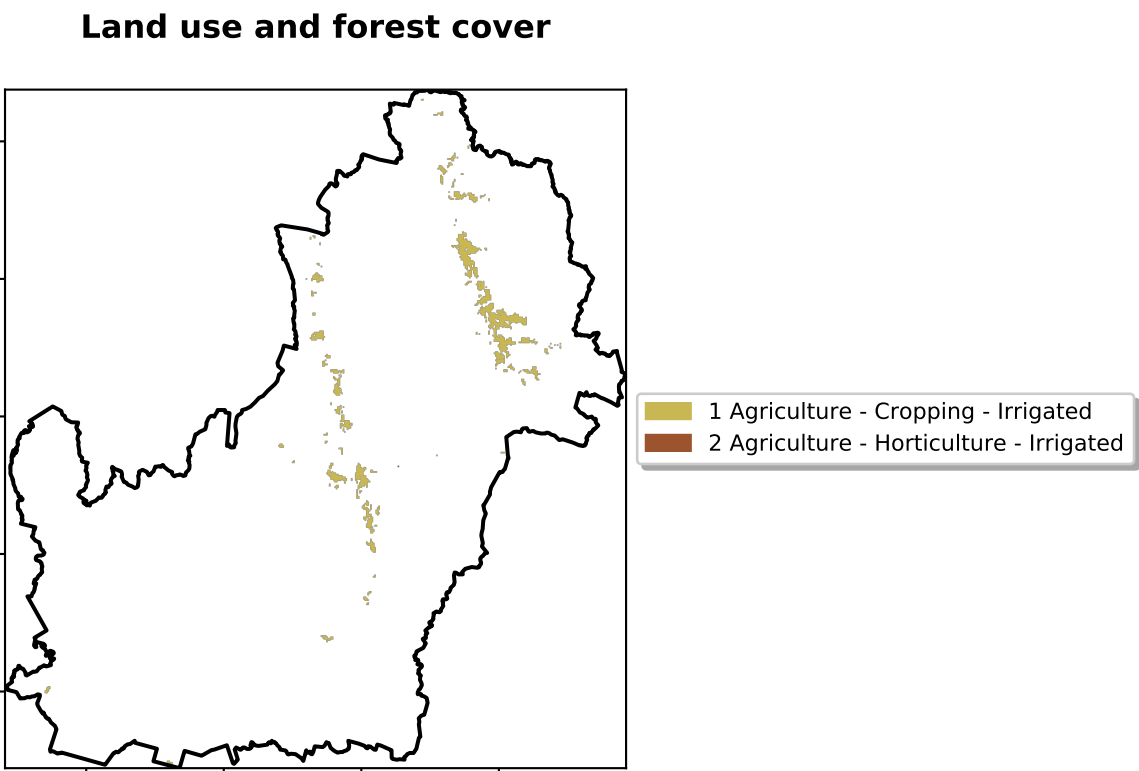 Land use and forest cover
1 Agriculture - Cropping - Irrigated
2 Agriculture - Horticulture - Irrigated